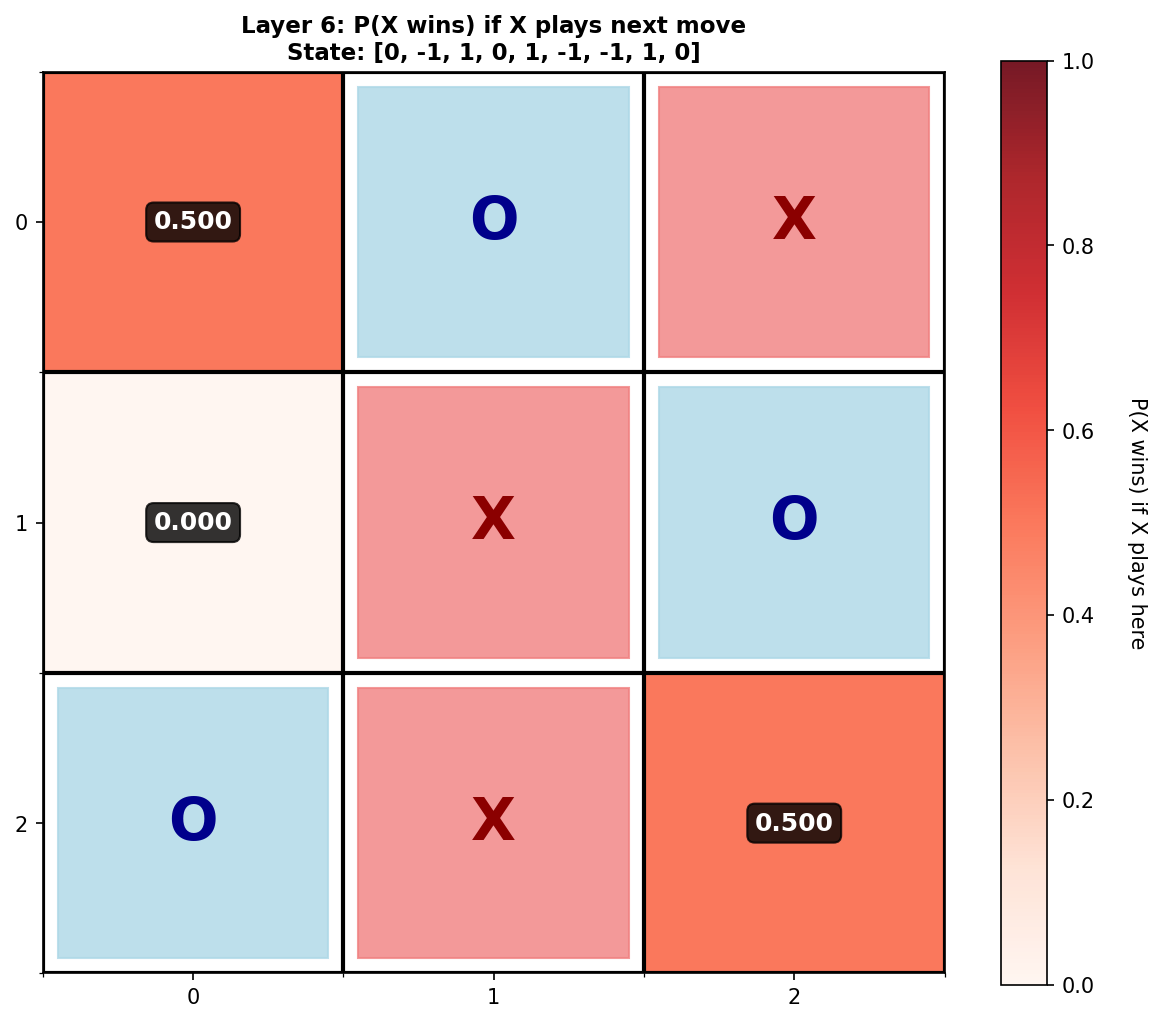 Layer 6: P(X wins) if X plays next move
State: [0, -1, 1, 0, 1, -1, -1, 1, 0]
0
0.500
O
X
1
0.000
X
O
2
O
X
0.500
0
1
2
1.0
0.8
0.6
0.4
0.2
0.0
P(X wins) if X plays here